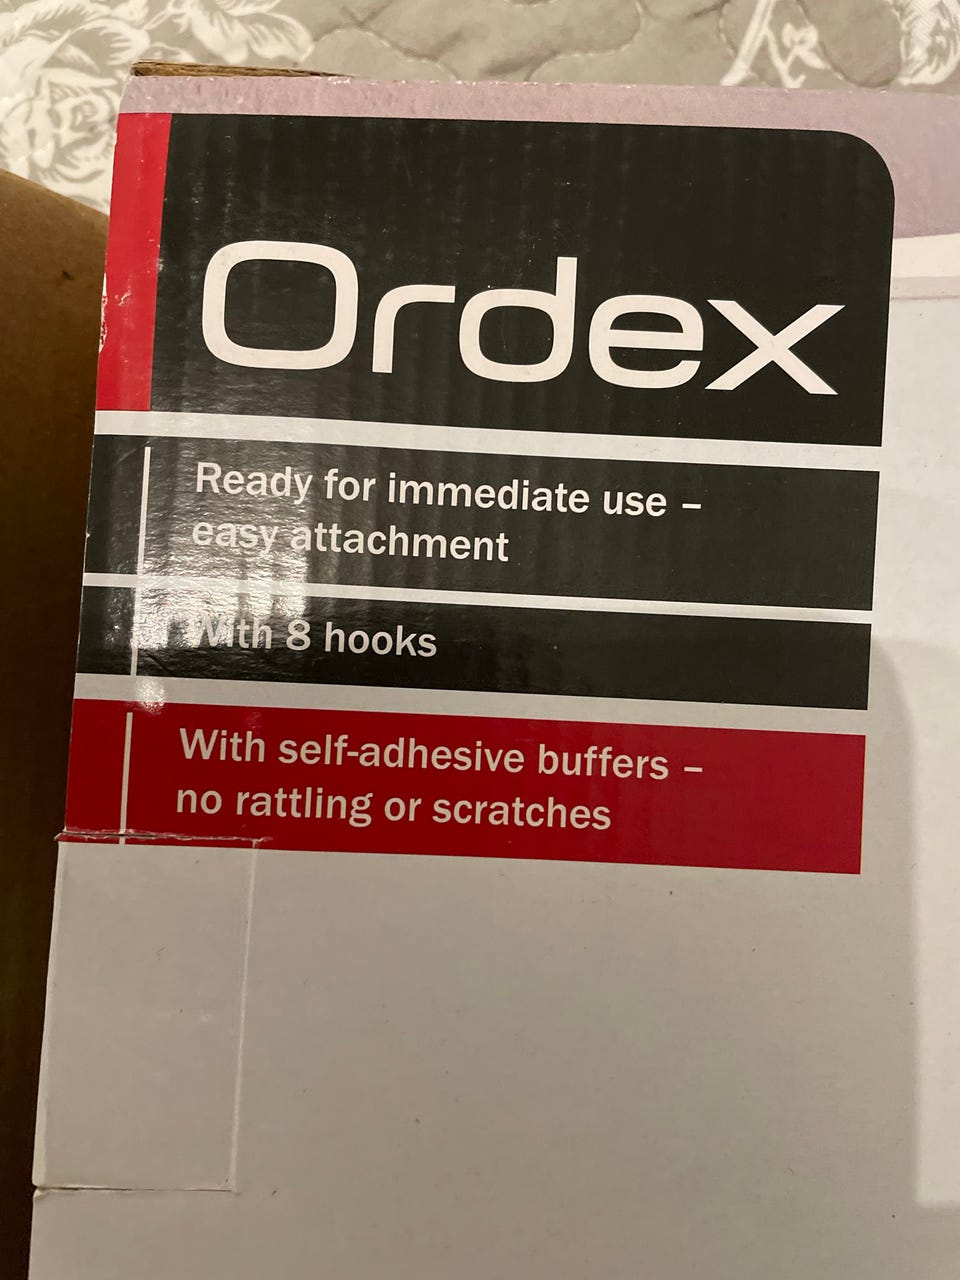 Ordex
Ready for immediate use –
easy attachment
With 8 hooks
With self-adhesive buffers –
no rattling or scratches